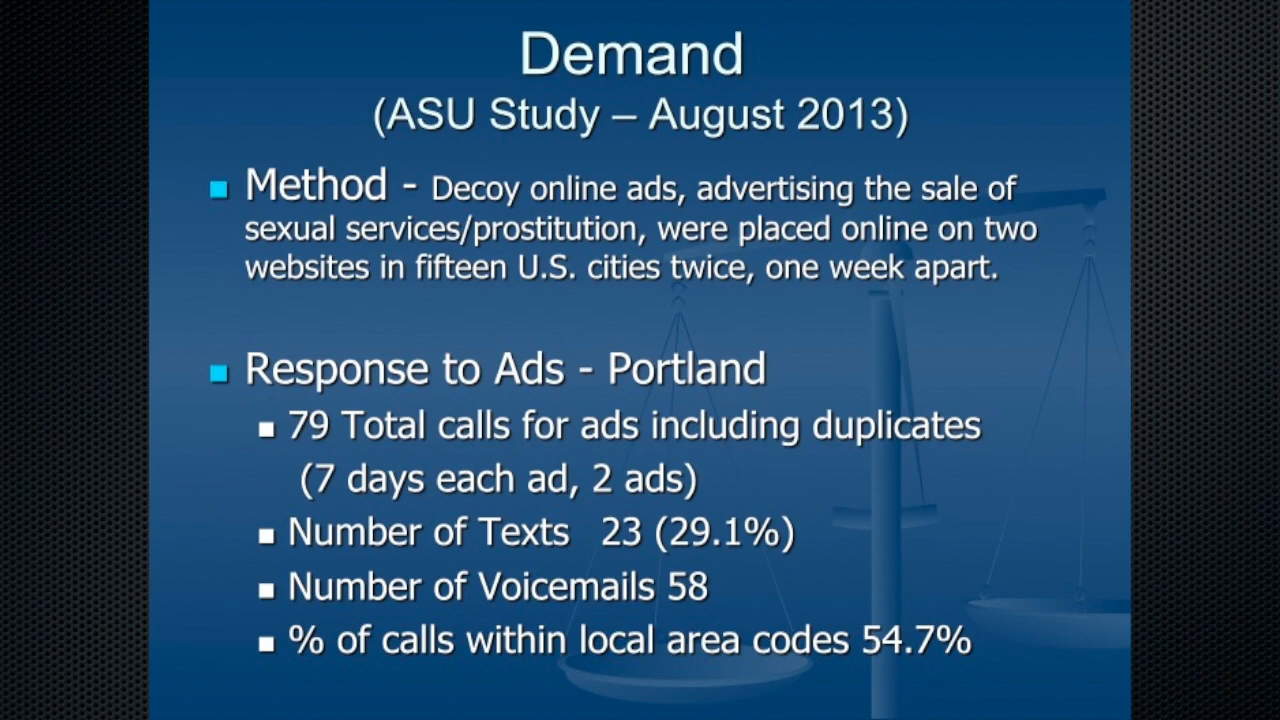 Demand
(ASU Study – August 2013)
Method - Decoy online ads, advertising the sale of
sexual services/prostitution, were placed online on two
websites in fifteen U.S. cities twice, one week apart.
Response to Ads - Portland
79 Total calls for ads including duplicates
(7 days each ad, 2 ads)
Number of Texts 23 (29.1%)
Number of Voicemails 58
% of calls within local area codes 54.7%